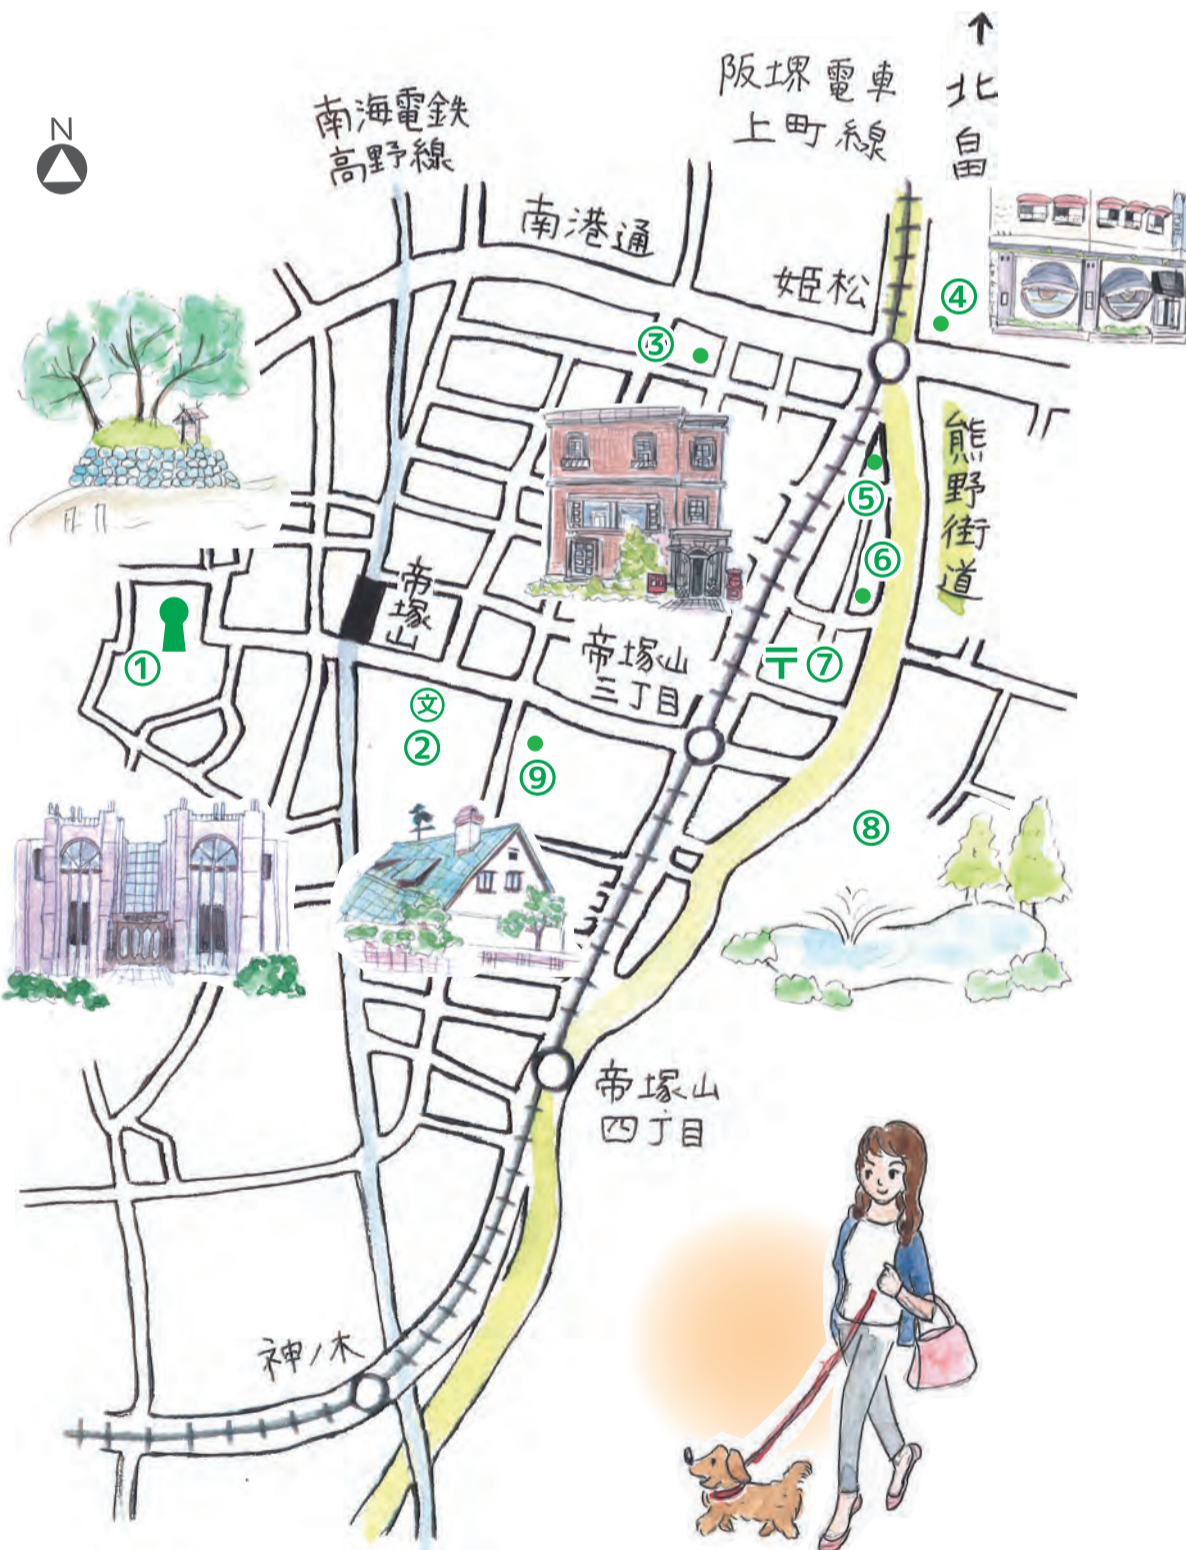 ↑
北
畠
阪堺電車
上町線
南海電鉄
高野線
N
南港通
姫松
④
③
熊
野
街
道
⑤
⑥
帝
塚
山
①
帝塚山
三丁目
〒⑦
文
②
⑨
⑧
帝塚山
四丁目
神ノ木